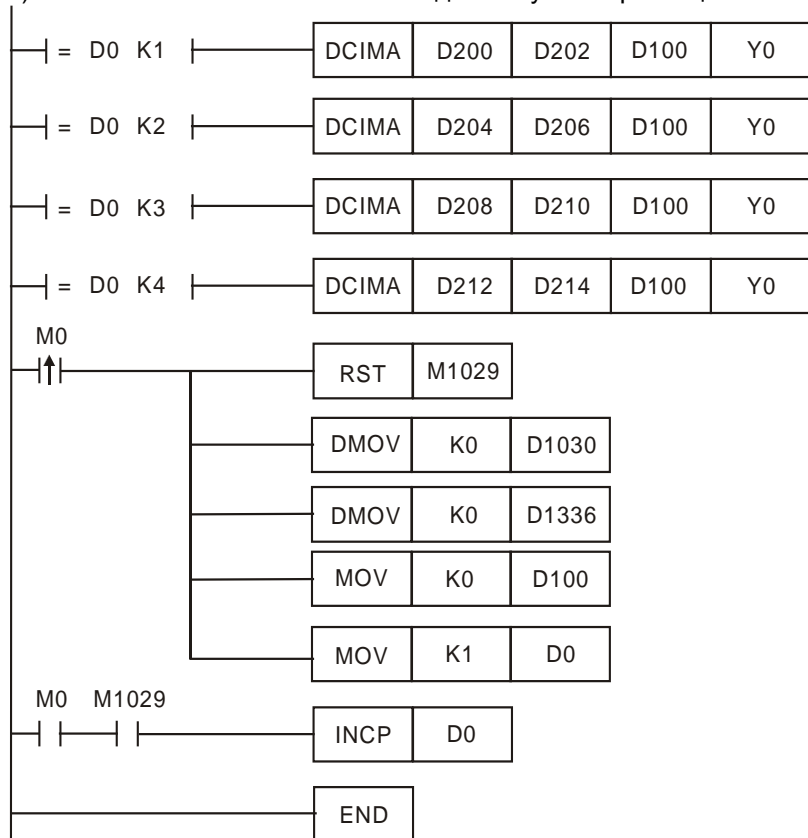 = D0 K1 DCIMA D200 D202 D100 Y0
= D0 K2 DCIMA D204 D206 D100 Y0
= D0 K3 DCIMA D208 D210 D100 Y0
= D0 K4 DCIMA D212 D214 D100 Y0
M0
RST M1029
DMOV K0 D1030
DMOV K0 D1336
MOV K0 D100
MOV K1 D0
M0 M1029
INCP D0
END